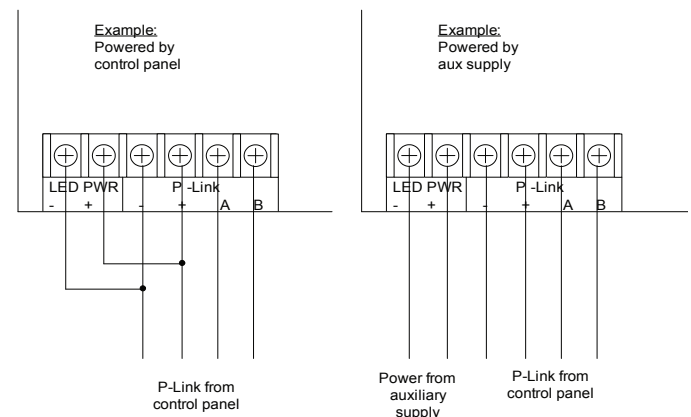 Example:
Powered by
control panel
LED PWR P -Link
- + - + A B
P-Link from
control panel
Example:
Powered by
aux supply
LED PWR P -Link
- + - + A B
Power from
auxiliary
supply
P-Link from
control panel